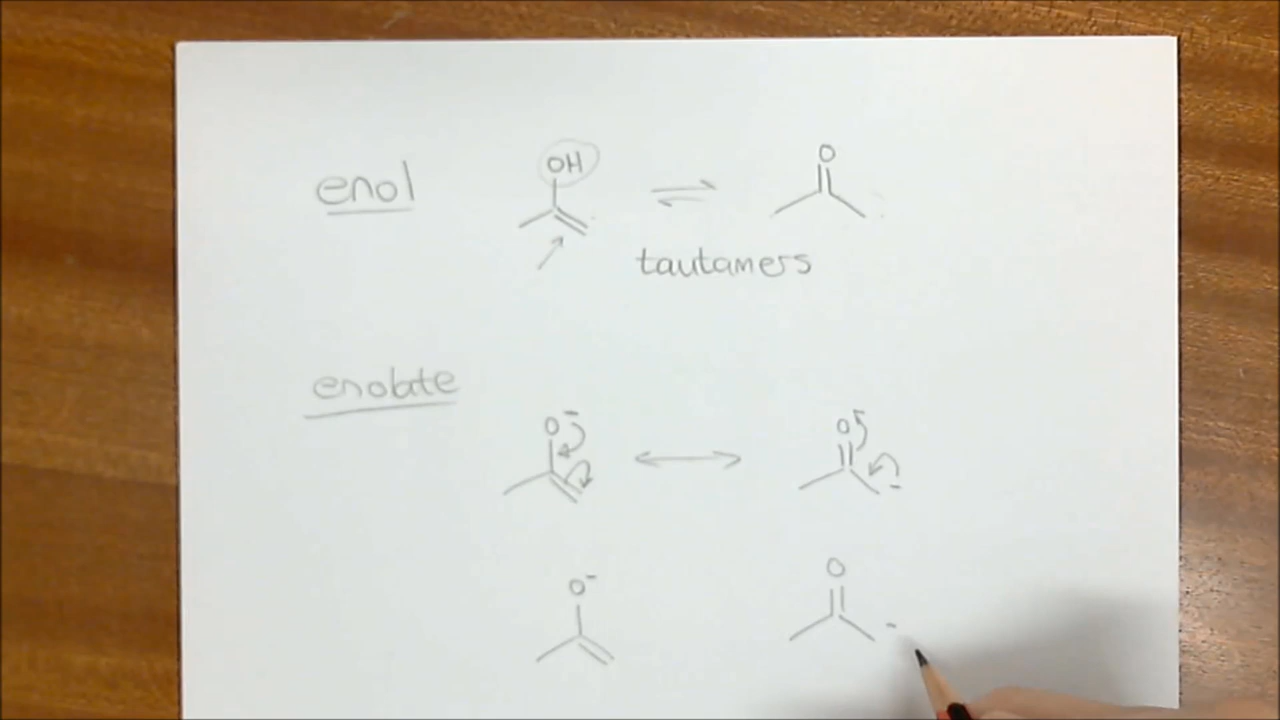 enol
OH
O
tautamers
enolate
O⁻
O
-
O⁻
O
-